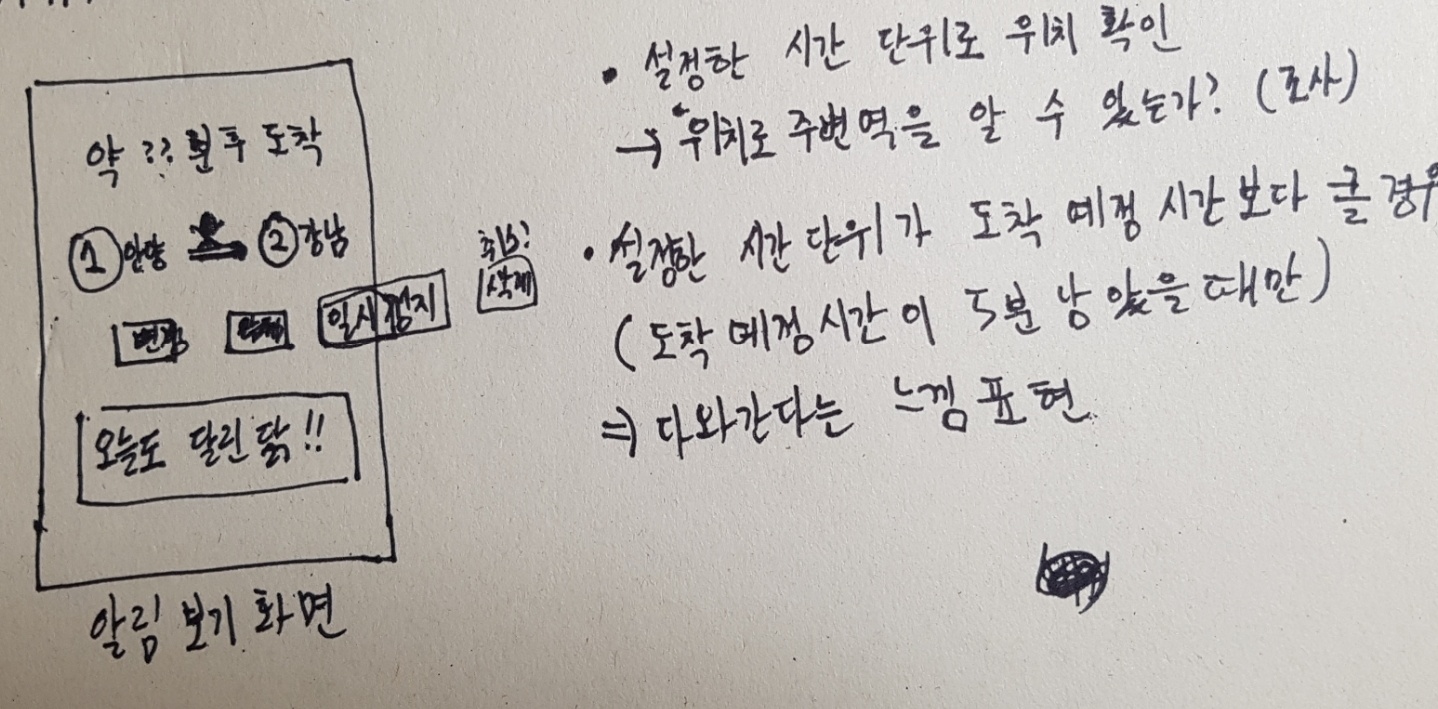 약 ?? 분 후 도착
① 안양 → ② 강남
변경
일시정지
취소?
삭제
오늘도 달린 닭!!
알림 보기 화면
• 설정한 시간 단위로 위치 확인
→ 위치로 주변역을 알 수 있는가? (조사)
• 설정한 시간 단위가 도착 예정 시간보다 클 경우
(도착 예정 시간이 5분 남았을 때만)
⇒ 다와간다는 느낌 표현